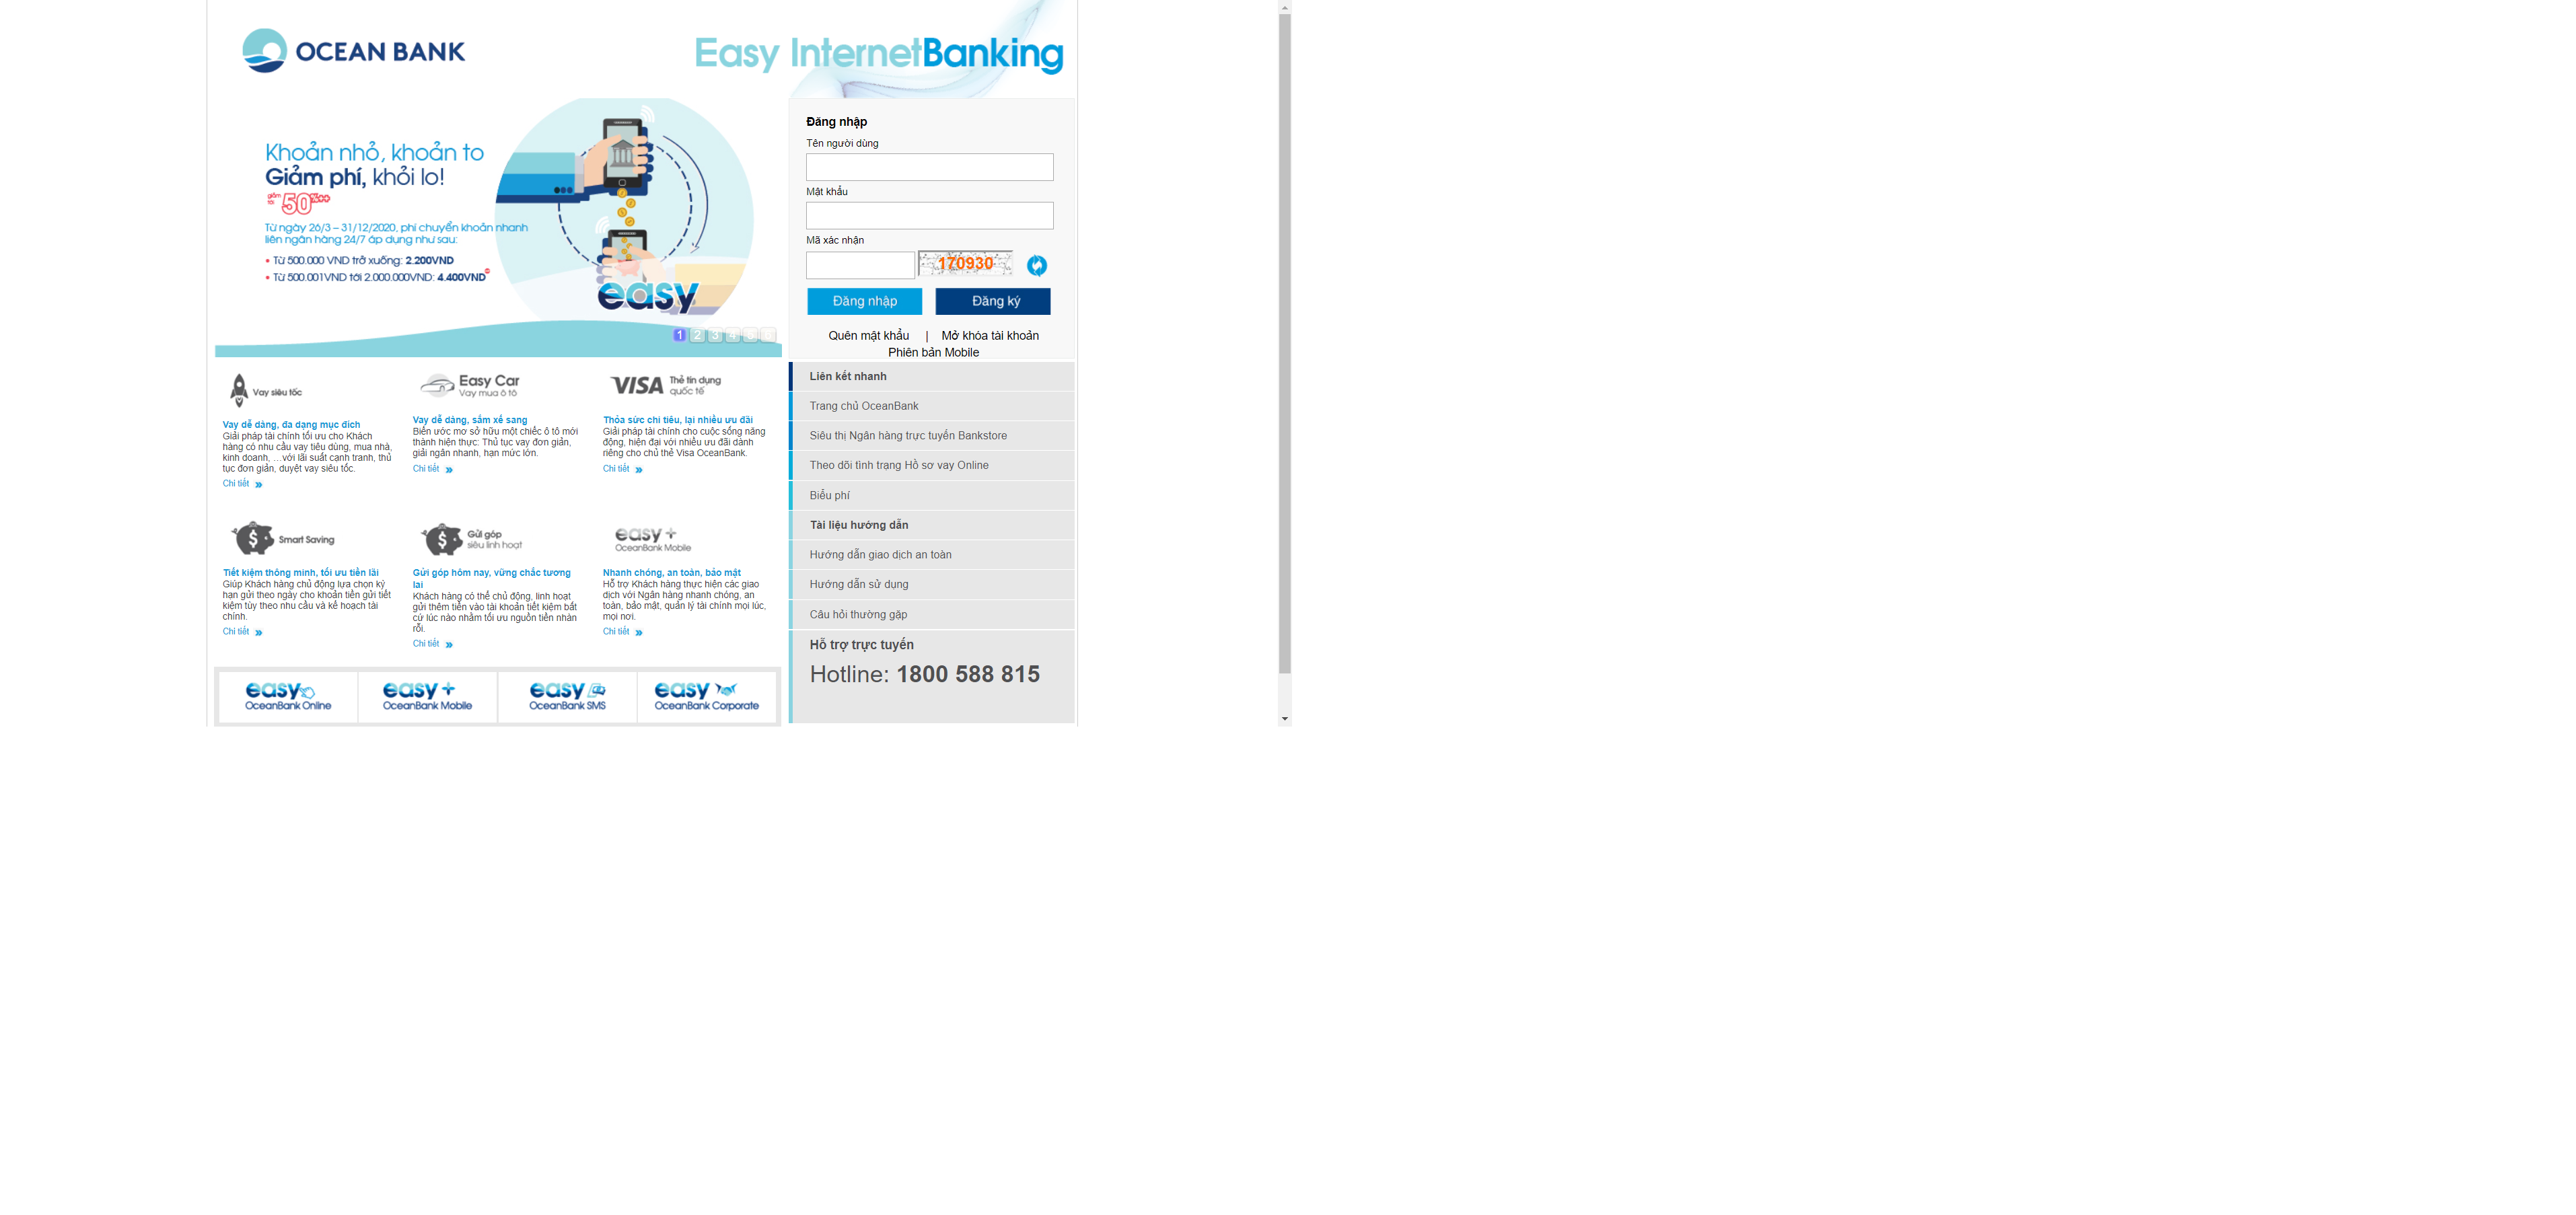 OCEAN BANK
Easy InternetBanking
Khoản nhỏ, khoản to
Giảm phí, khỏi lo!
giảm tới 50%++
Từ ngày 26/3 – 31/12/2020, phí chuyển khoản nhanh
liên ngân hàng 24/7 áp dụng như sau:
• Từ 500.000 VND trở xuống: 2.200VND
• Từ 500.001VND tới 2.000.000VND: 4.400VND
easy
1 2 3 4
Đăng nhập
Tên người dùng
Mật khẩu
Mã xác nhận
170930
Đăng nhập
Đăng ký
Quên mật khẩu | Mở khóa tài khoản
Phiên bản Mobile
Vay siêu tốc
Vay dễ dàng, đa dạng mục đích
Giải pháp tài chính tối ưu cho Khách
hàng có nhu cầu vay tiêu dùng, mua nhà,
kinh doanh, …với lãi suất cạnh tranh, thủ
tục đơn giản, duyệt vay siêu tốc.
Chi tiết »
Easy Car
Vay mua ô tô
Vay dễ dàng, sắm xế sang
Biến ước mơ sở hữu một chiếc ô tô mới
thành hiện thực: Thủ tục vay đơn giản,
giải ngân nhanh, hạn mức lớn.
Chi tiết »
VISA Thẻ tín dụng
quốc tế
Thỏa sức chi tiêu, lại nhiều ưu đãi
Giải pháp tài chính cho cuộc sống năng
động, hiện đại với nhiều ưu đãi dành
riêng cho chủ thẻ Visa OceanBank.
Chi tiết »
Smart Saving
Tiết kiệm thông minh, tối ưu tiền lãi
Giúp Khách hàng chủ động lựa chọn kỳ
hạn gửi theo ngày cho khoản tiền gửi tiết
kiệm tùy theo nhu cầu và kế hoạch tài
chính.
Chi tiết »
Gửi góp
siêu linh hoạt
Gửi góp hôm nay, vững chắc tương
lai
Khách hàng có thể chủ động, linh hoạt
gửi thêm tiền vào tài khoản tiết kiệm bất
cứ lúc nào nhằm tối ưu nguồn tiền nhàn
rỗi.
Chi tiết »
easy +
OceanBank Mobile
Nhanh chóng, an toàn, bảo mật
Hỗ trợ Khách hàng thực hiện các giao
dịch với Ngân hàng nhanh chóng, an
toàn, bảo mật, quản lý tài chính mọi lúc,
mọi nơi.
Chi tiết »
easy
OceanBank Online
easy +
OceanBank Mobile
easy
OceanBank SMS
easy
OceanBank Corporate
Liên kết nhanh
Trang chủ OceanBank
Siêu thị Ngân hàng trực tuyến Bankstore
Theo dõi tình trạng Hồ sơ vay Online
Biểu phí
Tài liệu hướng dẫn
Hướng dẫn giao dịch an toàn
Hướng dẫn sử dụng
Câu hỏi thường gặp
Hỗ trợ trực tuyến
Hotline: 1800 588 815